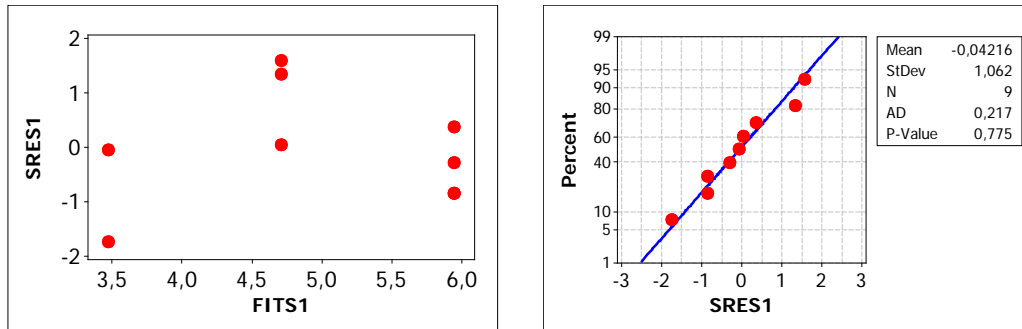 2
1
0
-1
-2
SRES1
3,5 4,0 4,5 5,0 5,5 6,0
FITS1
99
95
90
80
60
40
10
5
1
Percent
-3 -2 -1 0 1 2 3
SRES1
Mean -0,04216
StDev 1,062
N 9
AD 0,217
P-Value 0,775